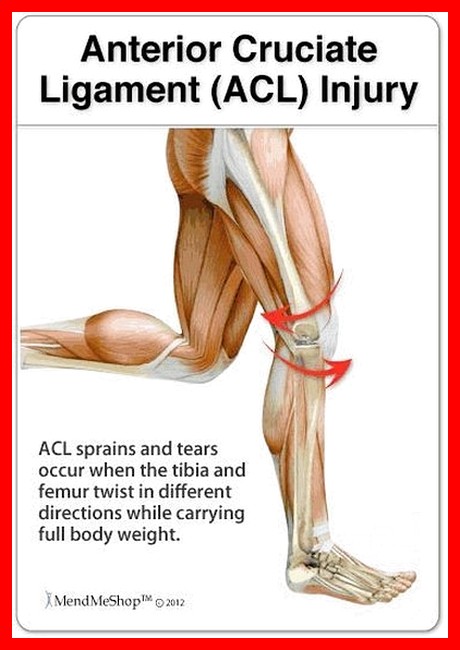 Anterior Cruciate
Ligament (ACL) Injury
ACL sprains and tears
occur when the tibia and
femur twist in different
directions while carrying
full body weight.
MendMeShop™ © 2012